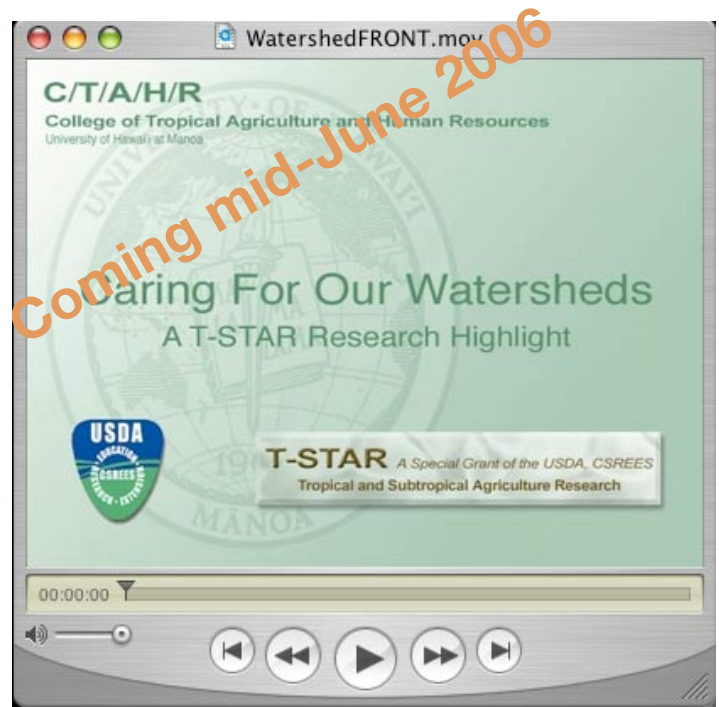 WatershedFRONT.mov
Coming mid-June 2006
C/T/A/H/R
College of Tropical Agriculture and Human Resources
University of Hawai'i at Manoa
Caring For Our Watersheds
A T-STAR Research Highlight
USDA
EDUCATION
CSREES
RESEARCH · EXTENSION
T-STAR A Special Grant of the USDA, CSREES
Tropical and Subtropical Agriculture Research
MĀNOA
00:00:00